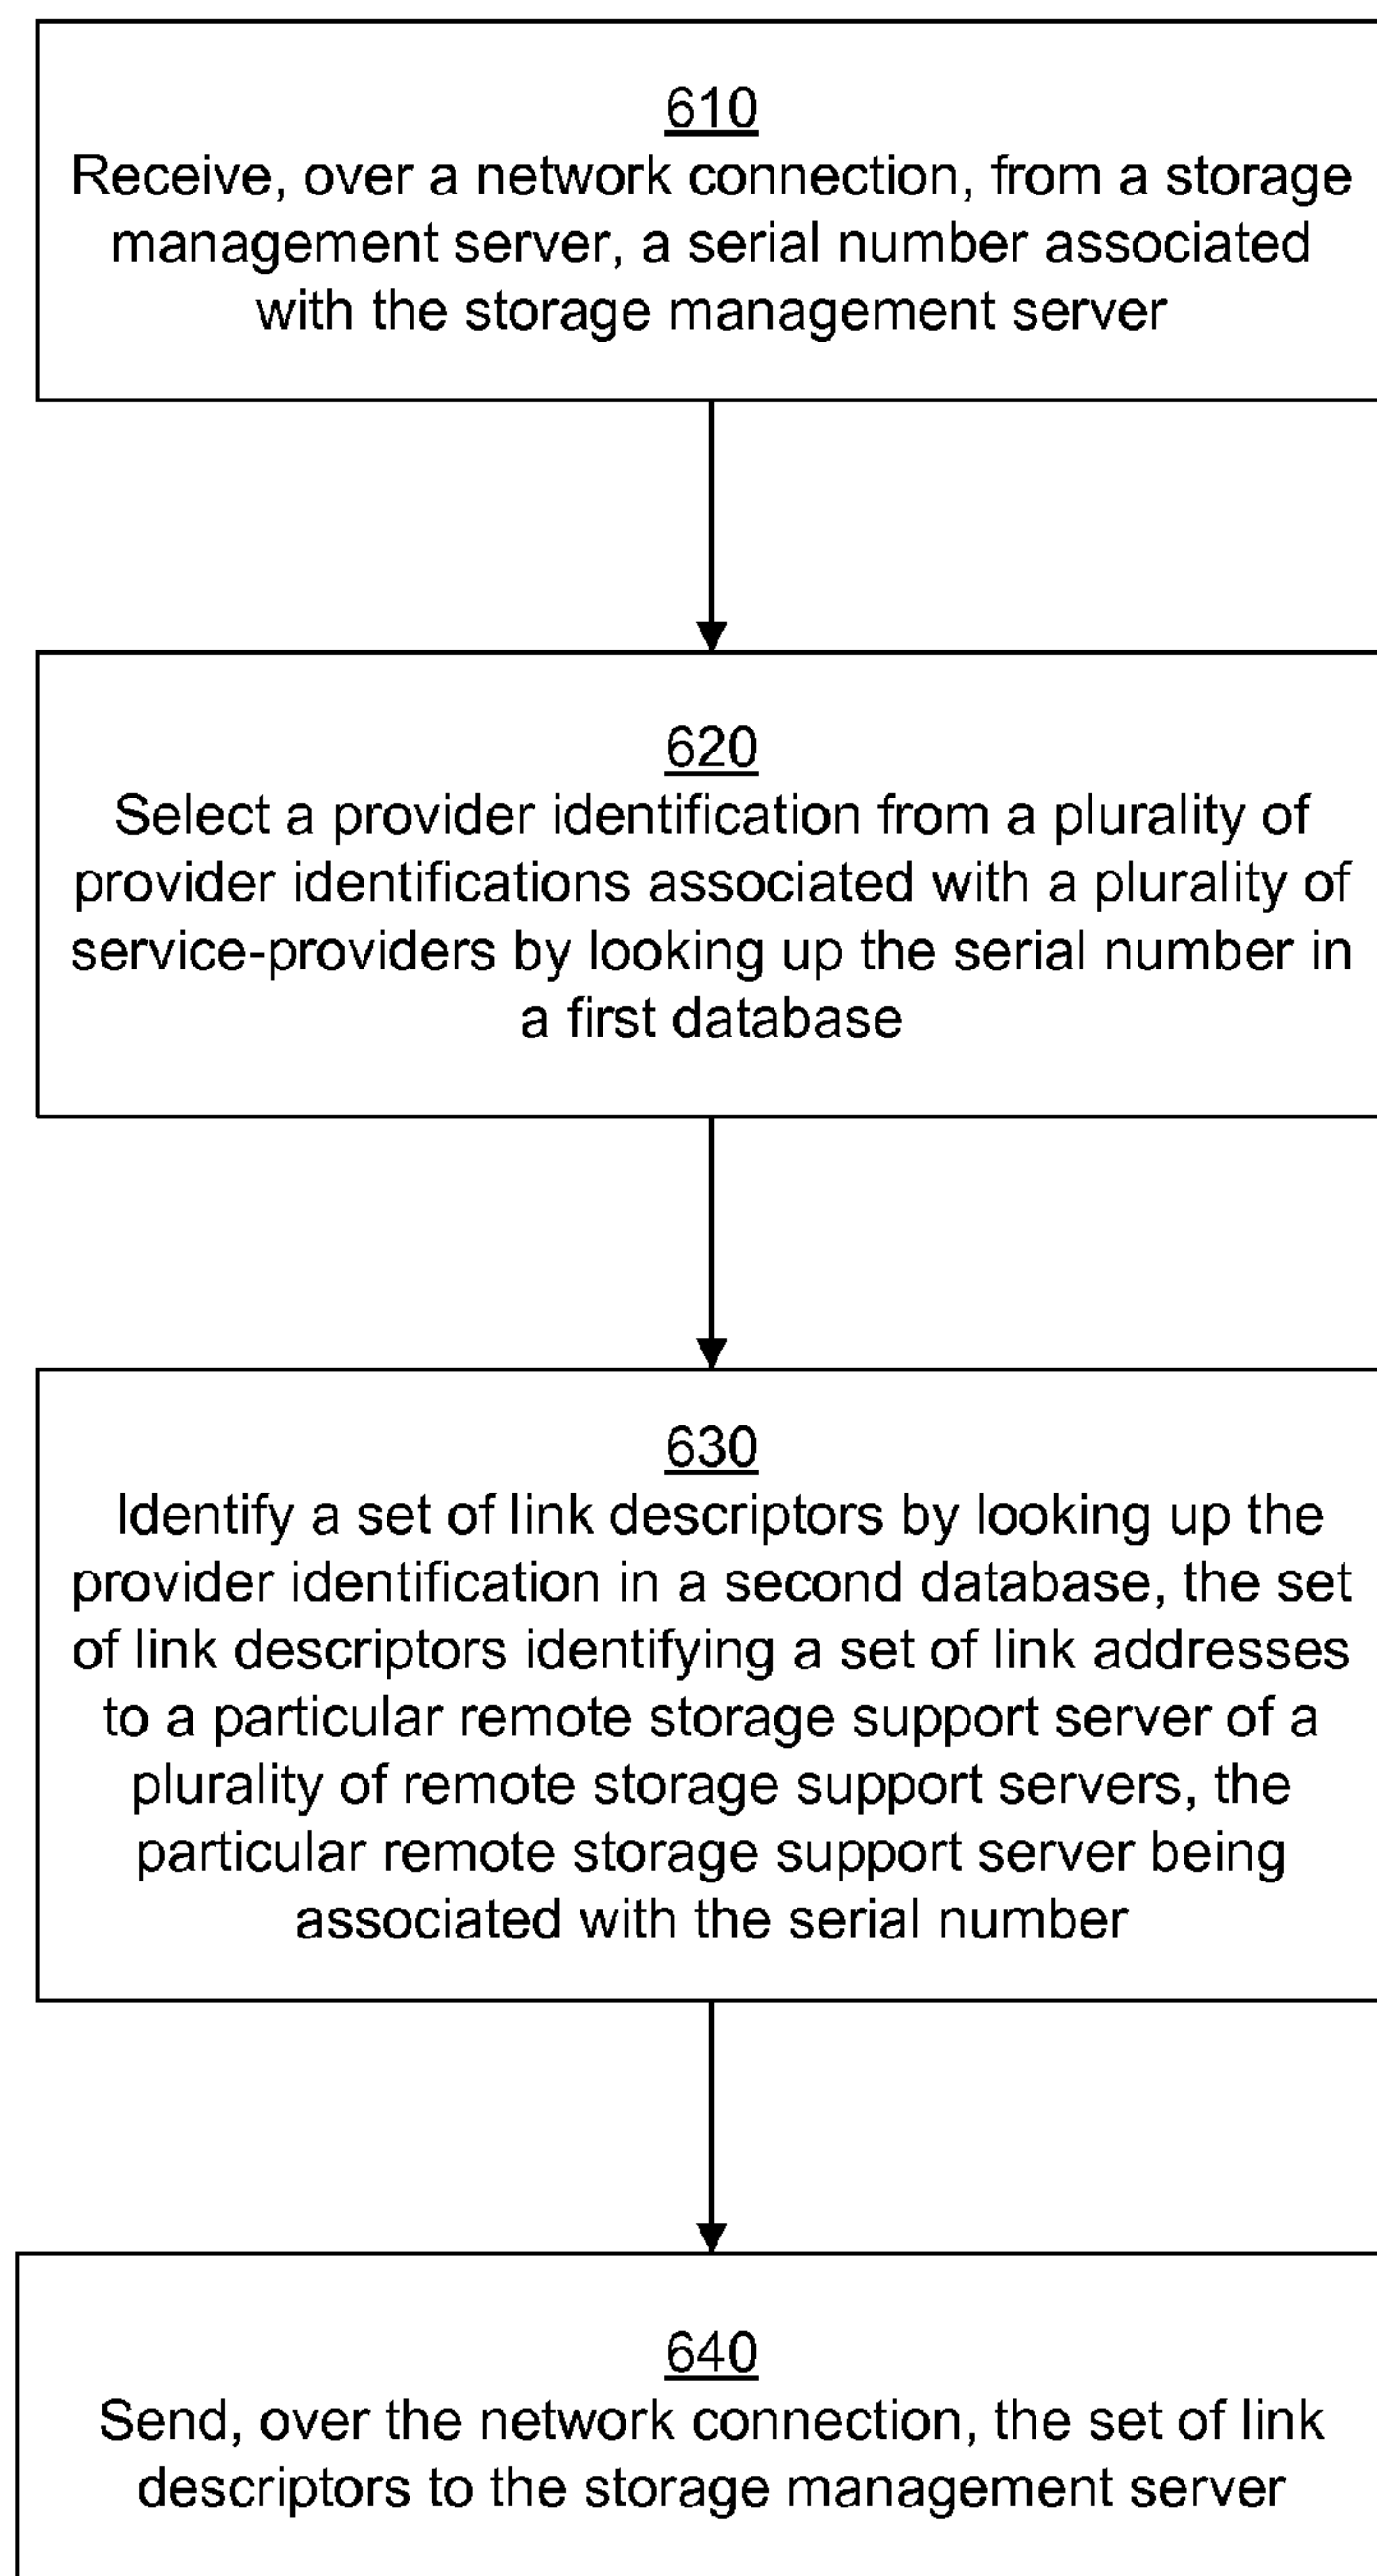 610
Receive, over a network connection, from a storage
management server, a serial number associated
with the storage management server
620
Select a provider identification from a plurality of
provider identifications associated with a plurality of
service-providers by looking up the serial number in
a first database
630
Identify a set of link descriptors by looking up the
provider identification in a second database, the set
of link descriptors identifying a set of link addresses
to a particular remote storage support server of a
plurality of remote storage support servers, the
particular remote storage support server being
associated with the serial number
640
Send, over the network connection, the set of link
descriptors to the storage management server